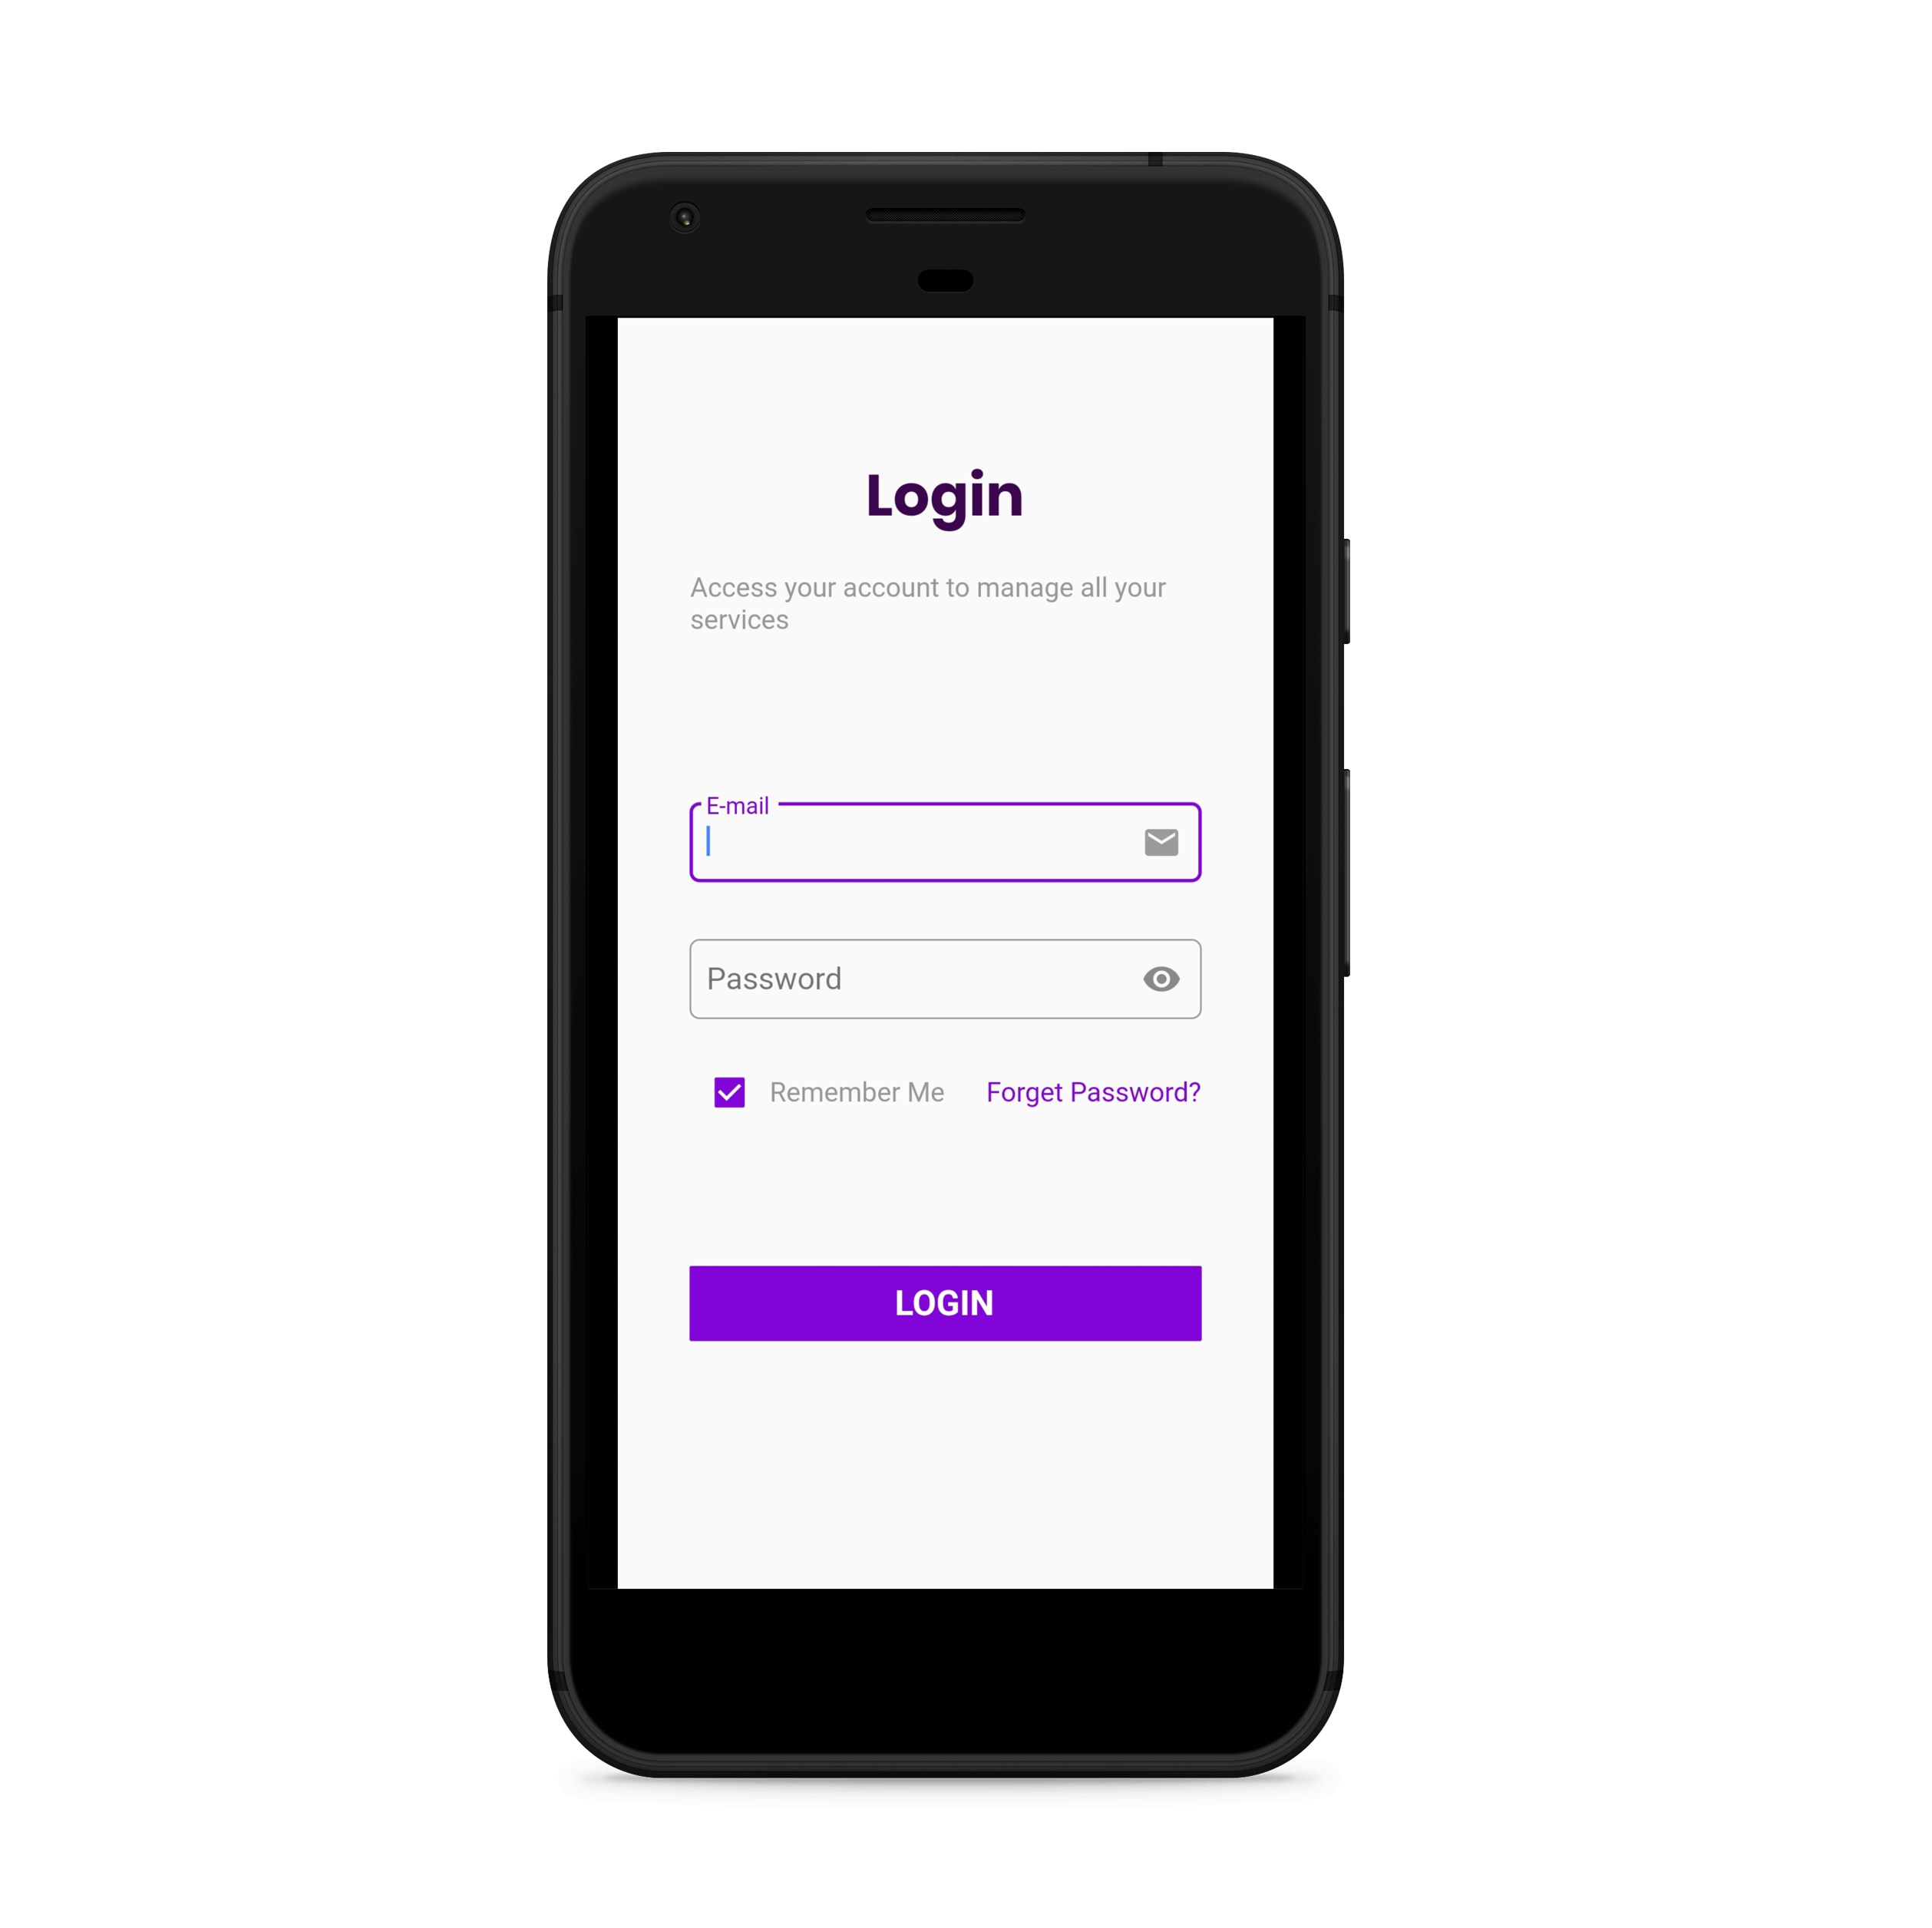 Login
Access your account to manage all your
services
E-mail
Password
Remember Me Forget Password?
LOGIN